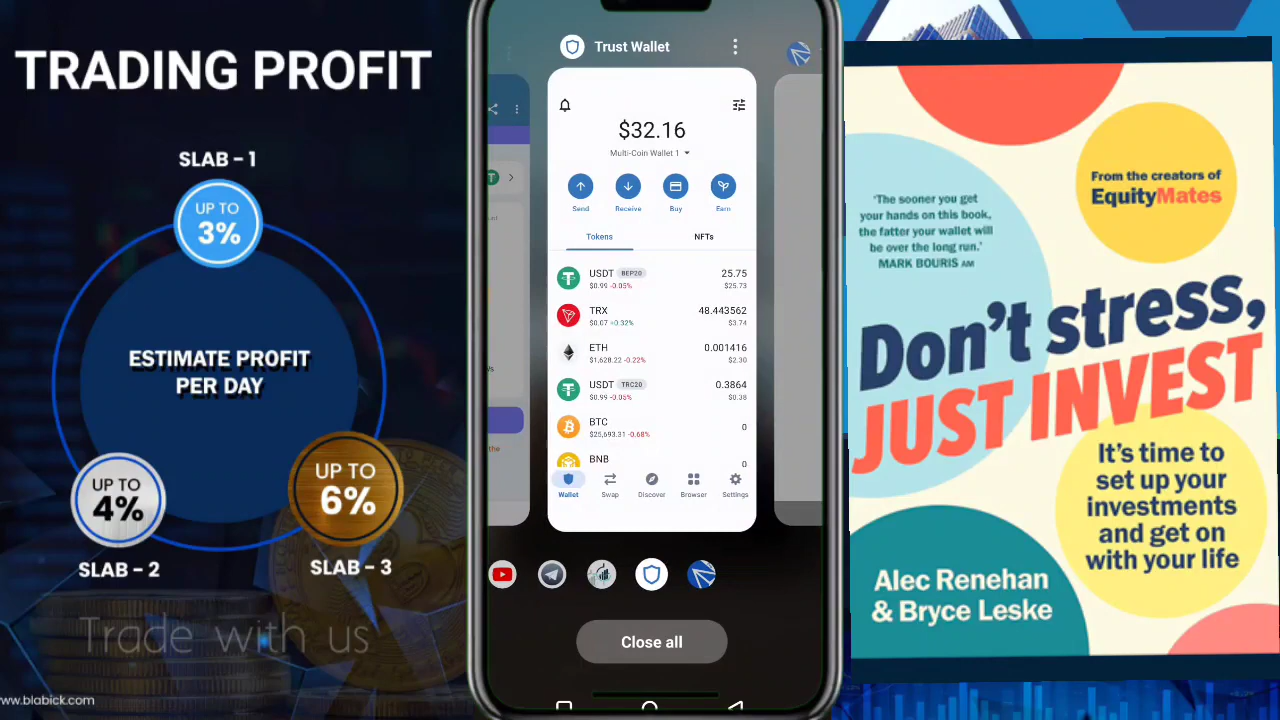 TRADING PROFIT
SLAB - 1
UP TO
3%
ESTIMATE PROFIT
PER DAY
UP TO
4%
SLAB - 2
UP TO
6%
SLAB - 3
Trade with us
www.blabick.com
Trust Wallet
$32.16
Multi-Coin Wallet 1
Send
Receive
Buy
Earn
Tokens
NFTs
USDT BEP20 25.75
$0.99 -0.05% $25.73
TRX 48.443562
$0.07 +0.32% $3.74
ETH 0.001416
$1,628.22 -0.22% $2.30
USDT TRC20 0.3864
$0.99 -0.05% $0.38
BTC 0
$25,693.31 -0.68%
BNB 0
Wallet
Swap
Discover
Browser
Settings
the
Close all
From the creators of
EquityMates
'The sooner you get
your hands on this book,
the fatter your wallet will
be over the long run.'
MARK BOURIS AM
Don't stress,
JUST INVEST
It's time to
set up your
investments
and get on
with your life
Alec Renehan
& Bryce Leske